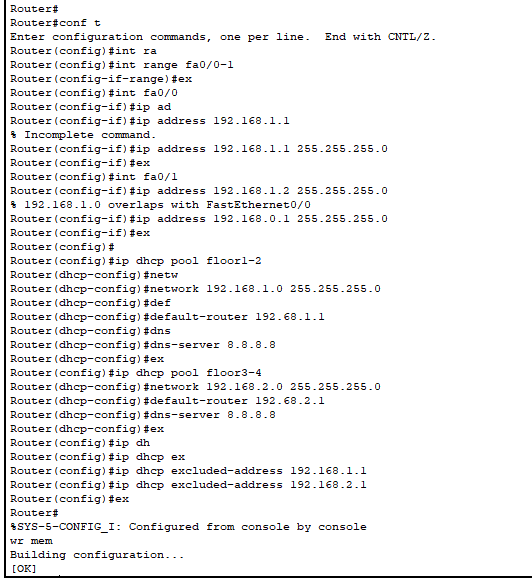 Router#
Router#conf t
Enter configuration commands, one per line.  End with CNTL/Z.
Router(config)#int ra
Router(config)#int range fa0/0-1
Router(config-if-range)#ex
Router(config)#int fa0/0
Router(config-if)#ip ad
Router(config-if)#ip address 192.168.1.1
% Incomplete command.
Router(config-if)#ip address 192.168.1.1 255.255.255.0
Router(config-if)#ex
Router(config)#int fa0/1
Router(config-if)#ip address 192.168.1.2 255.255.255.0
% 192.168.1.0 overlaps with FastEthernet0/0
Router(config-if)#ip address 192.168.0.1 255.255.255.0
Router(config-if)#ex
Router(config)#
Router(config)#ip dhcp pool floor1-2
Router(dhcp-config)#netw
Router(dhcp-config)#network 192.168.1.0 255.255.255.0
Router(dhcp-config)#def
Router(dhcp-config)#default-router 192.68.1.1
Router(dhcp-config)#dns
Router(dhcp-config)#dns-server 8.8.8.8
Router(dhcp-config)#ex
Router(config)#ip dhcp pool floor3-4
Router(dhcp-config)#network 192.168.2.0 255.255.255.0
Router(dhcp-config)#default-router 192.68.2.1
Router(dhcp-config)#dns-server 8.8.8.8
Router(dhcp-config)#ex
Router(config)#ip dh
Router(config)#ip dhcp ex
Router(config)#ip dhcp excluded-address 192.168.1.1
Router(config)#ip dhcp excluded-address 192.168.2.1
Router(config)#ex
Router#
%SYS-5-CONFIG_I: Configured from console by console
wr mem
Building configuration...
[OK]